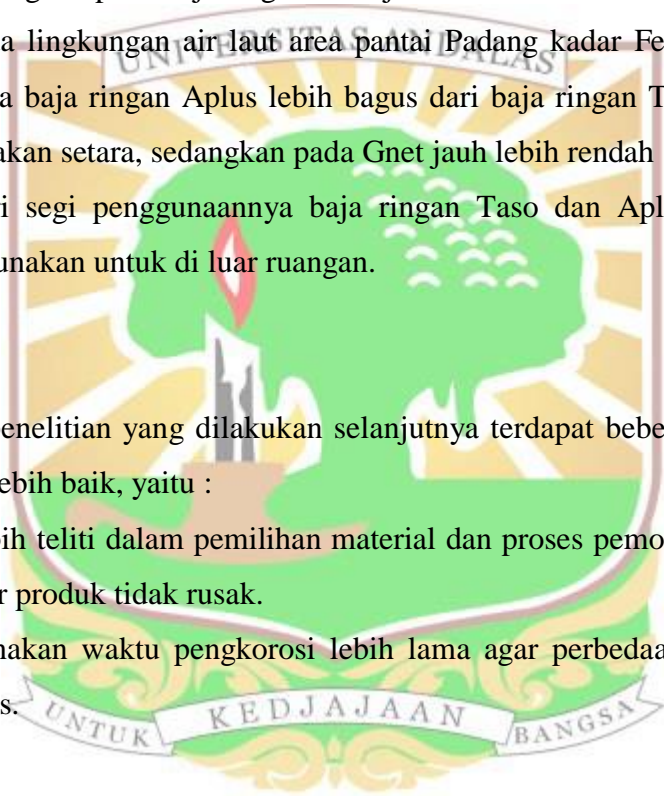 a lingkungan air laut area pantai Padang kadar Fe
UNIVERSITAS ANDALAS
a baja ringan Aplus lebih bagus dari baja ringan T
akan setara, sedangkan pada Gnet jauh lebih rendah
ri segi penggunaannya baja ringan Taso dan Apl
unakan untuk di luar ruangan.
penelitian yang dilakukan selanjutnya terdapat bebe
ebih baik, yaitu :
ih teliti dalam pemilihan material dan proses pemo
r produk tidak rusak.
nakan waktu pengkorosi lebih lama agar perbedaa
s.
UNTUK KEDJAJAAN BANGSA